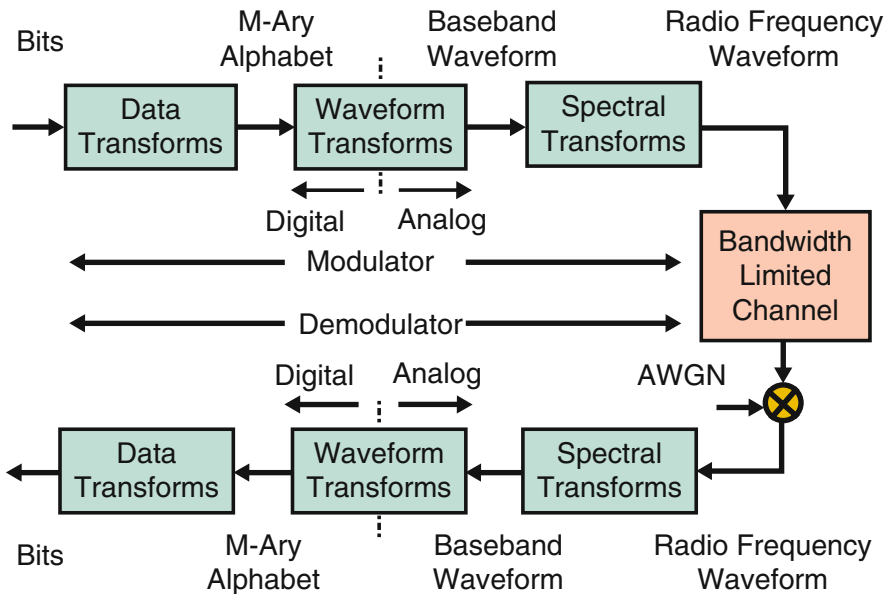 Bits
M-Ary
Alphabet
Baseband
Waveform
Radio Frequency
Waveform
Data
Transforms
Waveform
Transforms
Spectral
Transforms
Digital
Analog
Modulator
Bandwidth
Limited
Channel
Demodulator
Digital
Analog
AWGN
Data
Transforms
Waveform
Transforms
Spectral
Transforms
Bits
M-Ary
Alphabet
Baseband
Waveform
Radio Frequency
Waveform